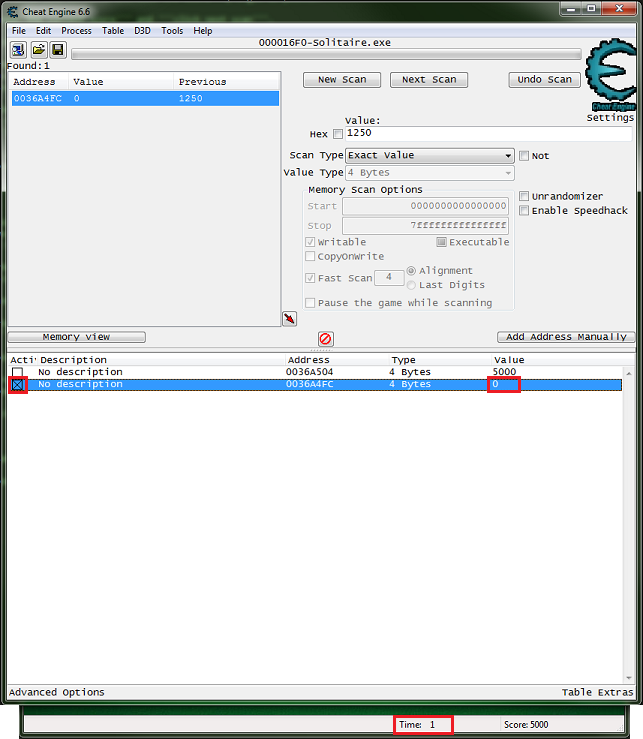 Cheat Engine 6.6
File Edit Process Table D3D Tools Help
000016F0-Solitaire.exe
Found:1
Address Value Previous
0036A4FC 0 1250
New Scan Next Scan Undo Scan
Cheat Engine
Settings
Value:
Hex 1250
Scan Type Exact Value Not
Value Type 4 Bytes
Memory Scan Options
Start 0000000000000000
Stop 7fffffffffffffff
Unrandomizer
Enable Speedhack
Writable Executable
CopyOnWrite
Fast Scan 4 Alignment
Last Digits
Pause the game while scanning
Memory view Add Address Manually
Acti Description Address Type Value
No description 0036A504 4 Bytes 5000
No description 0036A4FC 4 Bytes 0
Advanced Options Table Extras
Time: 1 Score: 5000